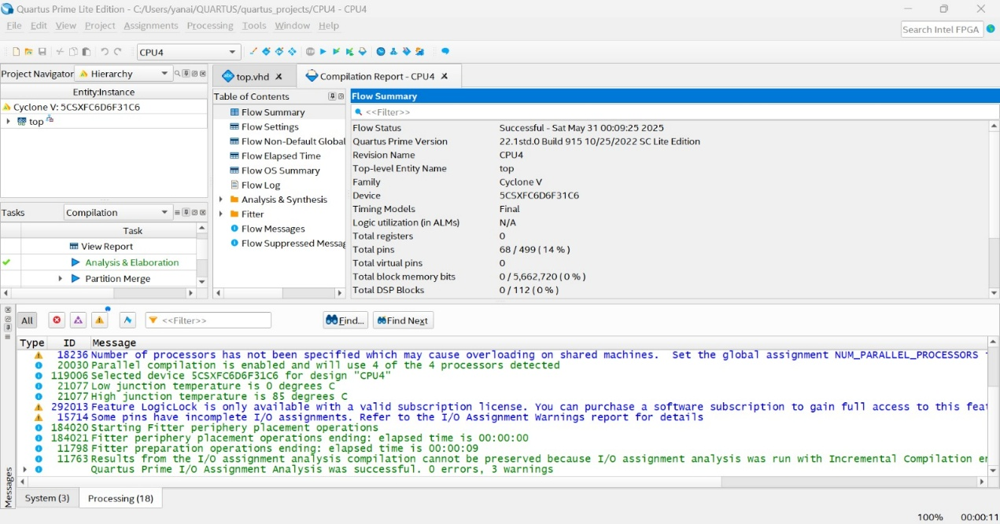 Quartus Prime Lite Edition - C:/Users/yanai/QUARTUS/quartus_projects/CPU4 - CPU4
File Edit View Project Assignments Processing Tools Window Help
Search Intel FPGA
CPU4
Project Navigator Hierarchy
Entity:Instance
Cyclone V: 5CSXFC6D6F31C6
top
Tasks Compilation
Task
View Report
Analysis & Elaboration
Partition Merge
top.vhd
Compilation Report - CPU4
Table of Contents
Flow Summary
Flow Settings
Flow Non-Default Global
Flow Elapsed Time
Flow OS Summary
Flow Log
Analysis & Synthesis
Fitter
Flow Messages
Flow Suppressed Messag
Flow Summary
<<Filter>>
Flow Status Successful - Sat May 31 00:09:25 2025
Quartus Prime Version 22.1std.0 Build 915 10/25/2022 SC Lite Edition
Revision Name CPU4
Top-level Entity Name top
Family Cyclone V
Device 5CSXFC6D6F31C6
Timing Models Final
Logic utilization (in ALMs) N/A
Total registers 0
Total pins 68 / 499 ( 14 % )
Total virtual pins 0
Total block memory bits 0 / 5,662,720 ( 0 % )
Total DSP Blocks 0 / 112 ( 0 % )
All <<Filter>> Find... Find Next
Type ID Message
18236 Number of processors has not been specified which may cause overloading on shared machines.  Set the global assignment NUM_PARALLEL_PROCESSORS
20030 Parallel compilation is enabled and will use 4 of the 4 processors detected
119006 Selected device 5CSXFC6D6F31C6 for design "CPU4"
21077 Low junction temperature is 0 degrees C
21077 High junction temperature is 85 degrees C
292013 Feature LogicLock is only available with a valid subscription license. You can purchase a software subscription to gain full access to this fea
15714 Some pins have incomplete I/O assignments. Refer to the I/O Assignment Warnings report for details
184020 Starting Fitter periphery placement operations
184021 Fitter periphery placement operations ending: elapsed time is 00:00:00
11798 Fitter preparation operations ending: elapsed time is 00:00:09
11763 Results from the I/O assignment analysis compilation cannot be preserved because I/O assignment analysis was run with Incremental Compilation er
Quartus Prime I/O Assignment Analysis was successful. 0 errors, 3 warnings
Messages
System (3) Processing (18)
100% 00:00:11